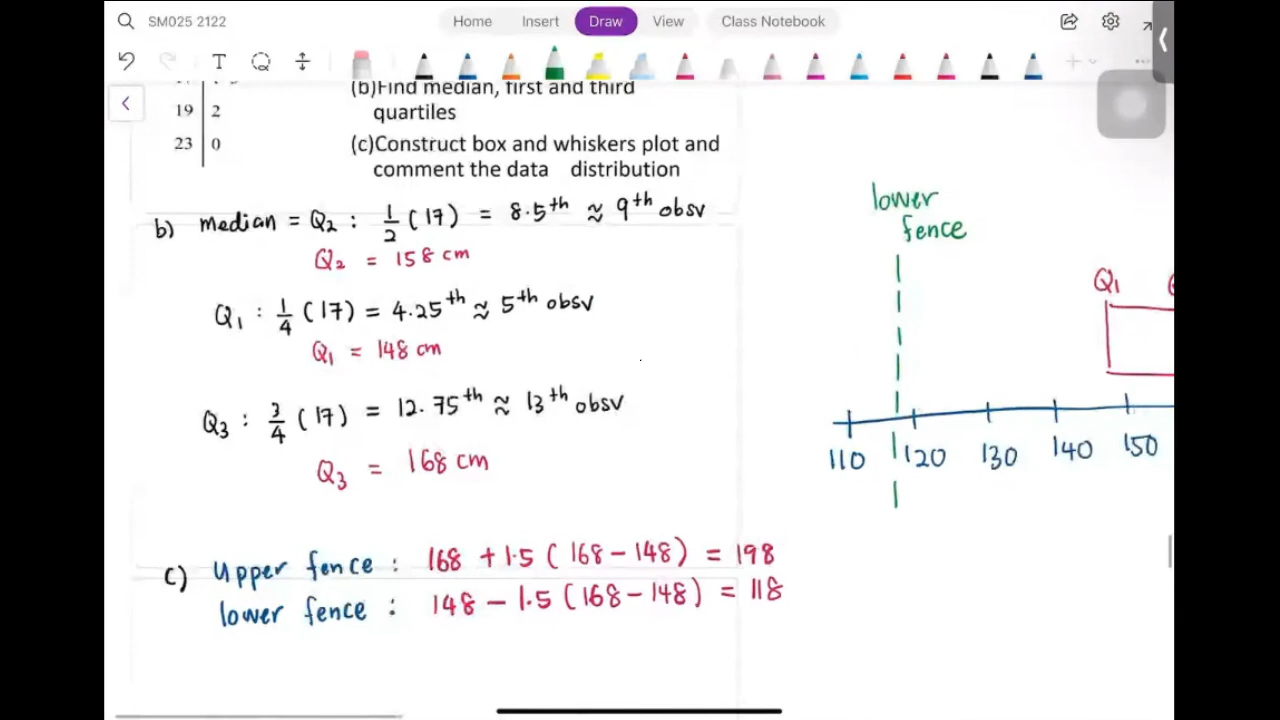 SM025 2122
Home Insert Draw View Class Notebook
(b)Find median, first and third
quartiles
19 2
23 0
(c)Construct box and whiskers plot and
comment the data distribution
b) median = Q₂ : 1/2 (17) = 8.5th ≈ 9th obsv
Q₂ = 158 cm
Q₁ : 1/4 (17) = 4.25th ≈ 5th obsv
Q₁ = 148 cm
Q₃ : 3/4 (17) = 12.75th ≈ 13th obsv
Q₃ = 168 cm
c) Upper fence : 168 + 1.5 (168 - 148) = 198
lower fence : 148 - 1.5 (168 - 148) = 118
lower
fence
Q₁
110 120 130 140 150